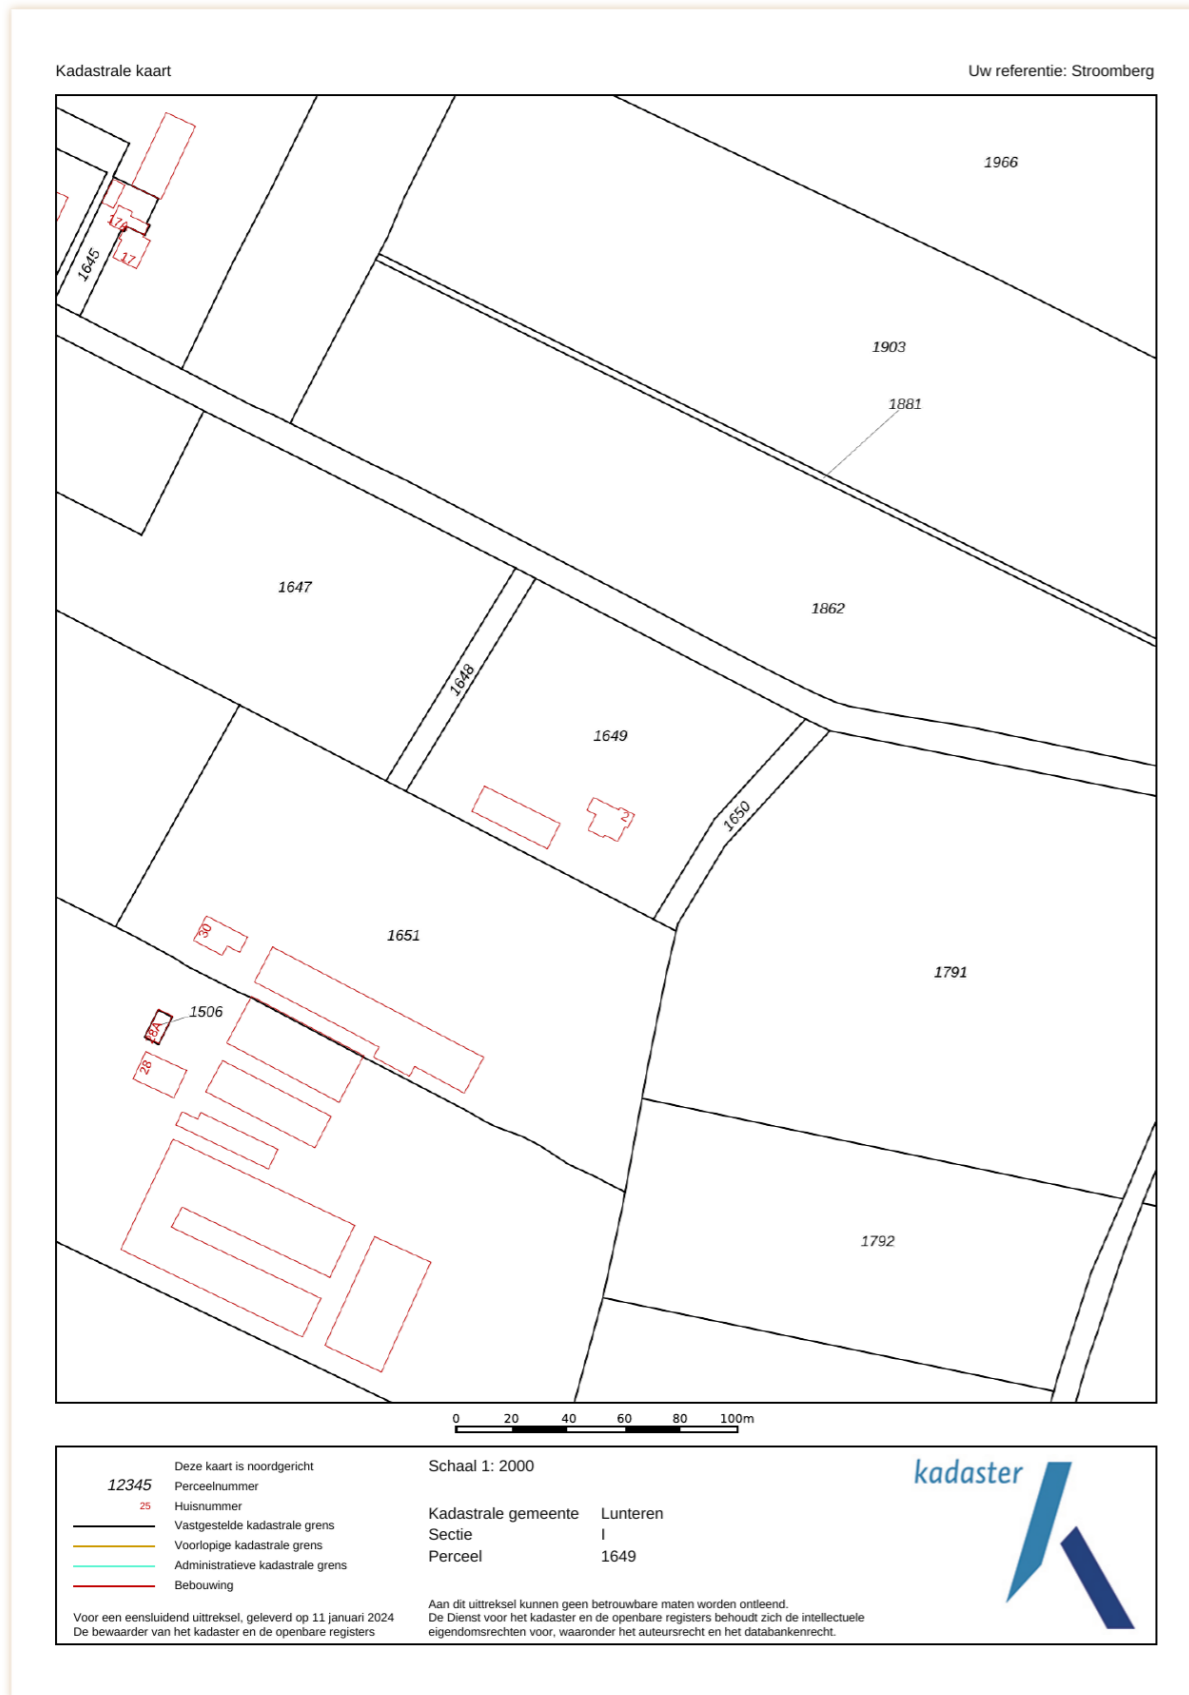 Kadastrale kaart
Uw referentie: Stroomberg
1966
17A
17
1645
1903
1881
1647
1862
1648
1649
2
1650
30
1651
1791
1506
28A
28
1792
0 20 40 60 80 100m
Deze kaart is noordgericht
12345 Perceelnummer
25 Huisnummer
Vastgestelde kadastrale grens
Voorlopige kadastrale grens
Administratieve kadastrale grens
Bebouwing
Voor een eensluidend uittreksel, geleverd op 11 januari 2024
De bewaarder van het kadaster en de openbare registers
Schaal 1: 2000
Kadastrale gemeente Lunteren
Sectie I
Perceel 1649
Aan dit uittreksel kunnen geen betrouwbare maten worden ontleend.
De Dienst voor het kadaster en de openbare registers behoudt zich de intellectuele
eigendomsrechten voor, waaronder het auteursrecht en het databankenrecht.
kadaster